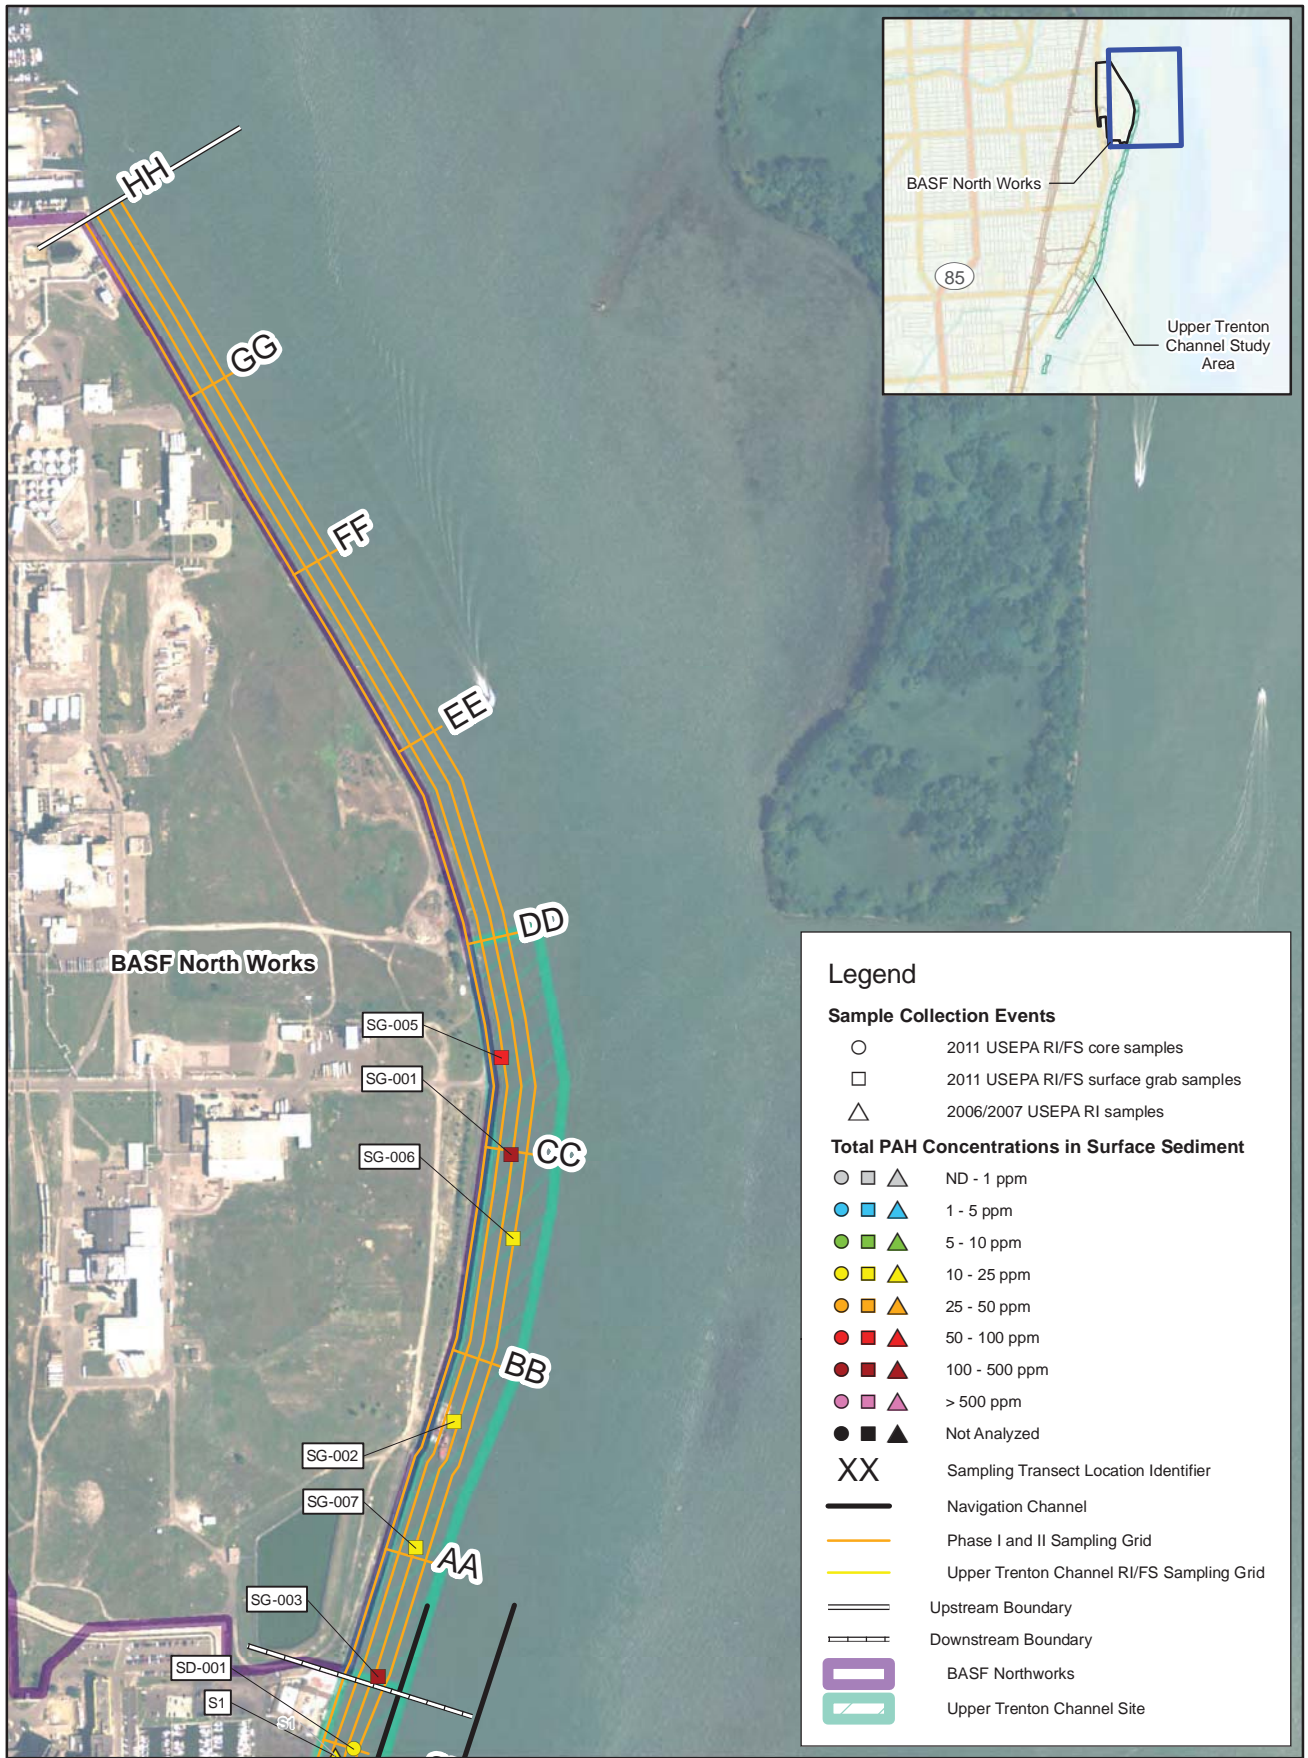 HH
GG
FF
EE
DD
CC
BB
AA
BASF North Works
SG-005
SG-001
SG-006
SG-002
SG-007
SG-003
SD-001
S1
S1
BASF North Works
85
Upper Trenton
Channel Study
Area
Legend
Sample Collection Events
2011 USEPA RI/FS core samples
2011 USEPA RI/FS surface grab samples
2006/2007 USEPA RI samples
Total PAH Concentrations in Surface Sediment
ND - 1 ppm
1 - 5 ppm
5 - 10 ppm
10 - 25 ppm
25 - 50 ppm
50 - 100 ppm
100 - 500 ppm
> 500 ppm
Not Analyzed
XX Sampling Transect Location Identifier
Navigation Channel
Phase I and II Sampling Grid
Upper Trenton Channel RI/FS Sampling Grid
Upstream Boundary
Downstream Boundary
BASF Northworks
Upper Trenton Channel Site